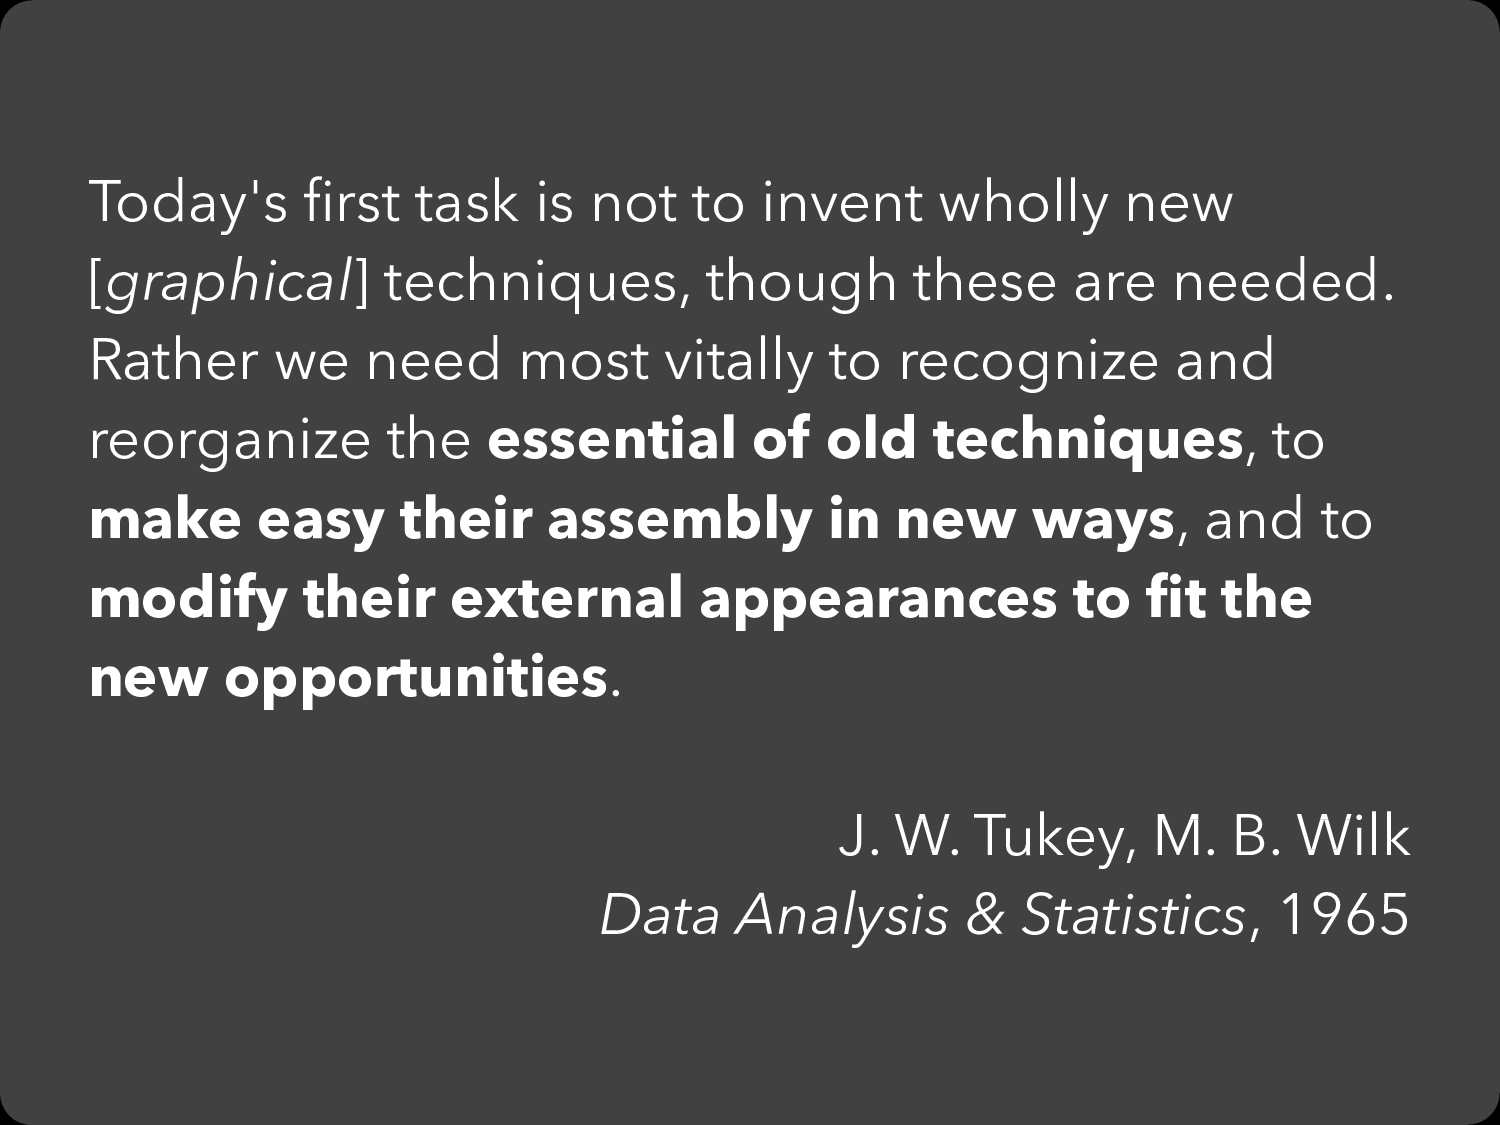 Today's first task is not to invent wholly new
[graphical] techniques, though these are needed.
Rather we need most vitally to recognize and
reorganize the essential of old techniques, to
make easy their assembly in new ways, and to
modify their external appearances to fit the
new opportunities.
J. W. Tukey, M. B. Wilk
Data Analysis & Statistics, 1965